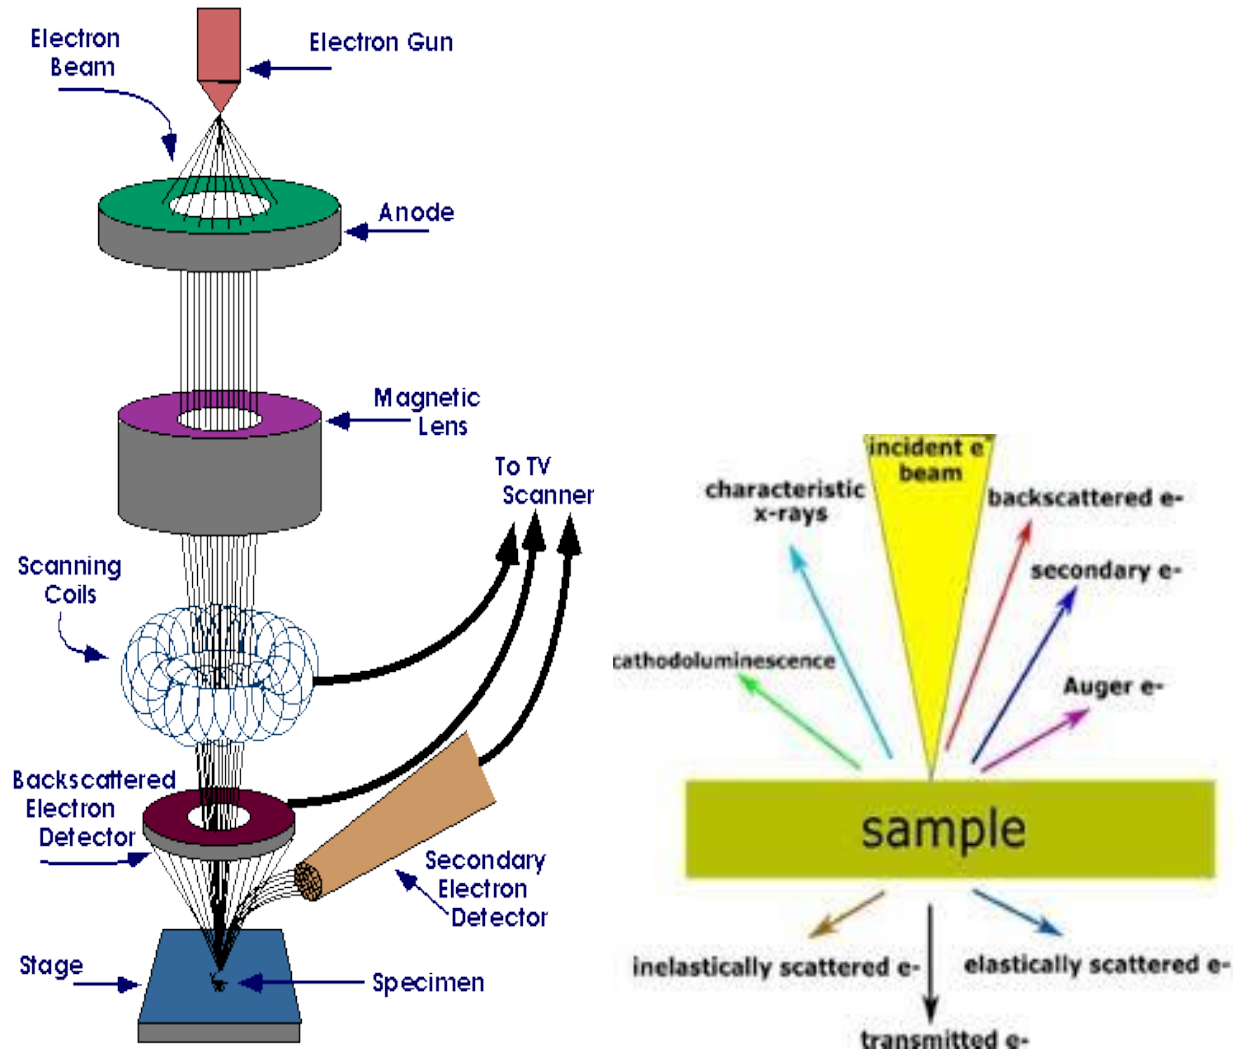 Electron
Beam
Electron Gun
Anode
Magnetic
Lens
To TV
Scanner
Scanning
Coils
Backscattered
Electron
Detector
Secondary
Electron
Detector
Stage
Specimen
incident e-
beam
characteristic
x-rays
backscattered e-
secondary e-
cathodoluminescence
Auger e-
sample
inelastically scattered e-
elastically scattered e-
transmitted e-